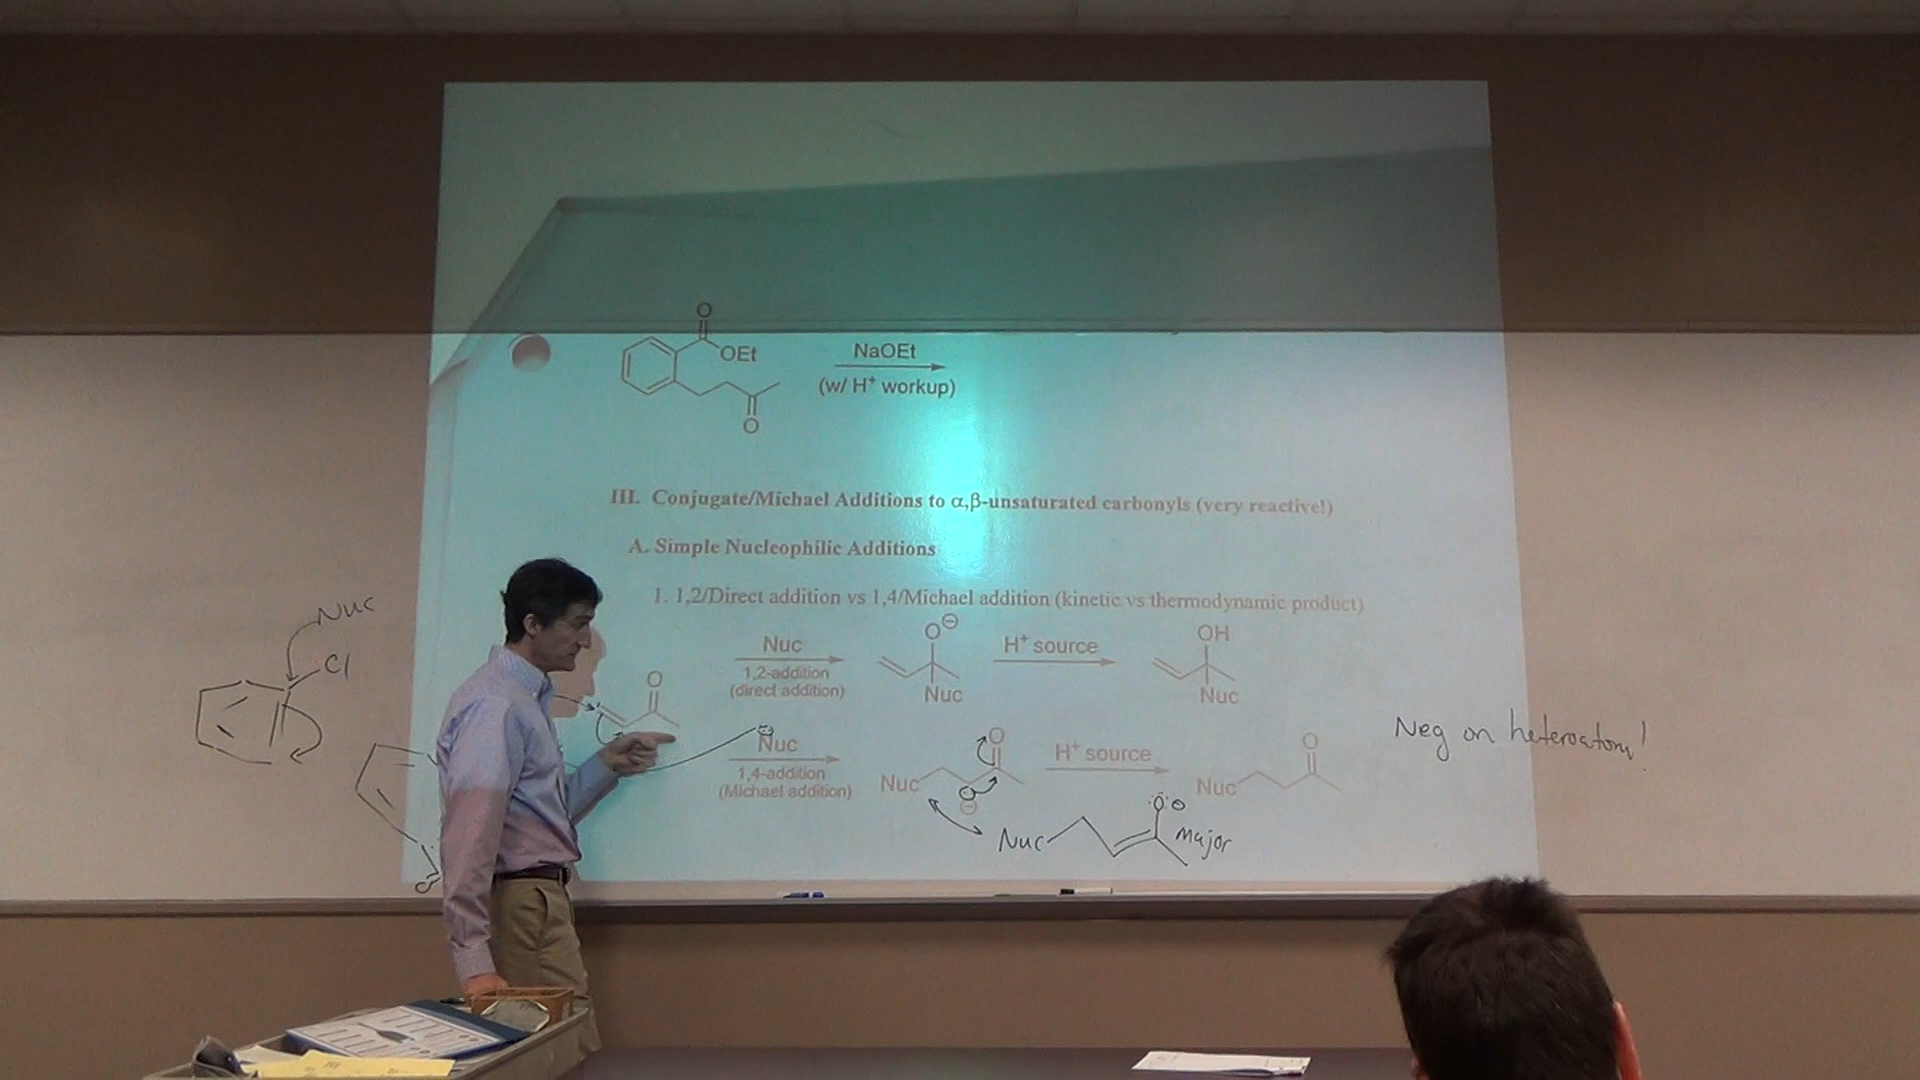 O
OEt
NaOEt
(w/ H⁺ workup)
O
III. Conjugate/Michael Additions to α,β-unsaturated carbonyls (very reactive!)
A. Simple Nucleophilic Additions
1. 1,2/Direct addition vs 1,4/Michael addition (kinetic vs thermodynamic product)
Nuc
Cl
O
Nuc
1,2-addition
(direct addition)
O⊖
Nuc
H⁺ source
OH
Nuc
Nuc
1,4-addition
(Michael addition)
Nuc
O
⊖
H⁺ source
Nuc
O
Neg on heteroatom!
Nuc
:O:⊖
Major